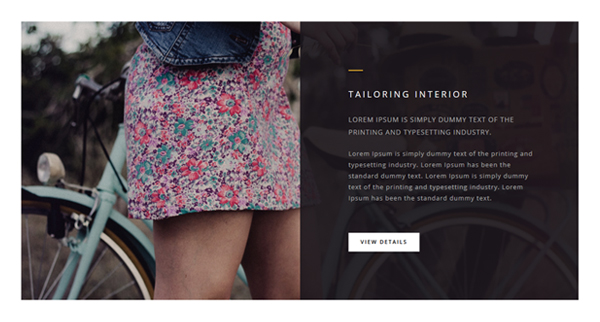 TAILORING INTERIOR
LOREM IPSUM IS SIMPLY DUMMY TEXT OF THE
PRINTING AND TYPESETTING INDUSTRY.
Lorem Ipsum is simply dummy text of the printing and
typesetting industry. Lorem Ipsum has been the industry's
standard dummy text. Lorem Ipsum is simply dummy
text of the printing and typesetting industry. Lorem
Ipsum has been the industry's standard dummy text.
VIEW DETAILS